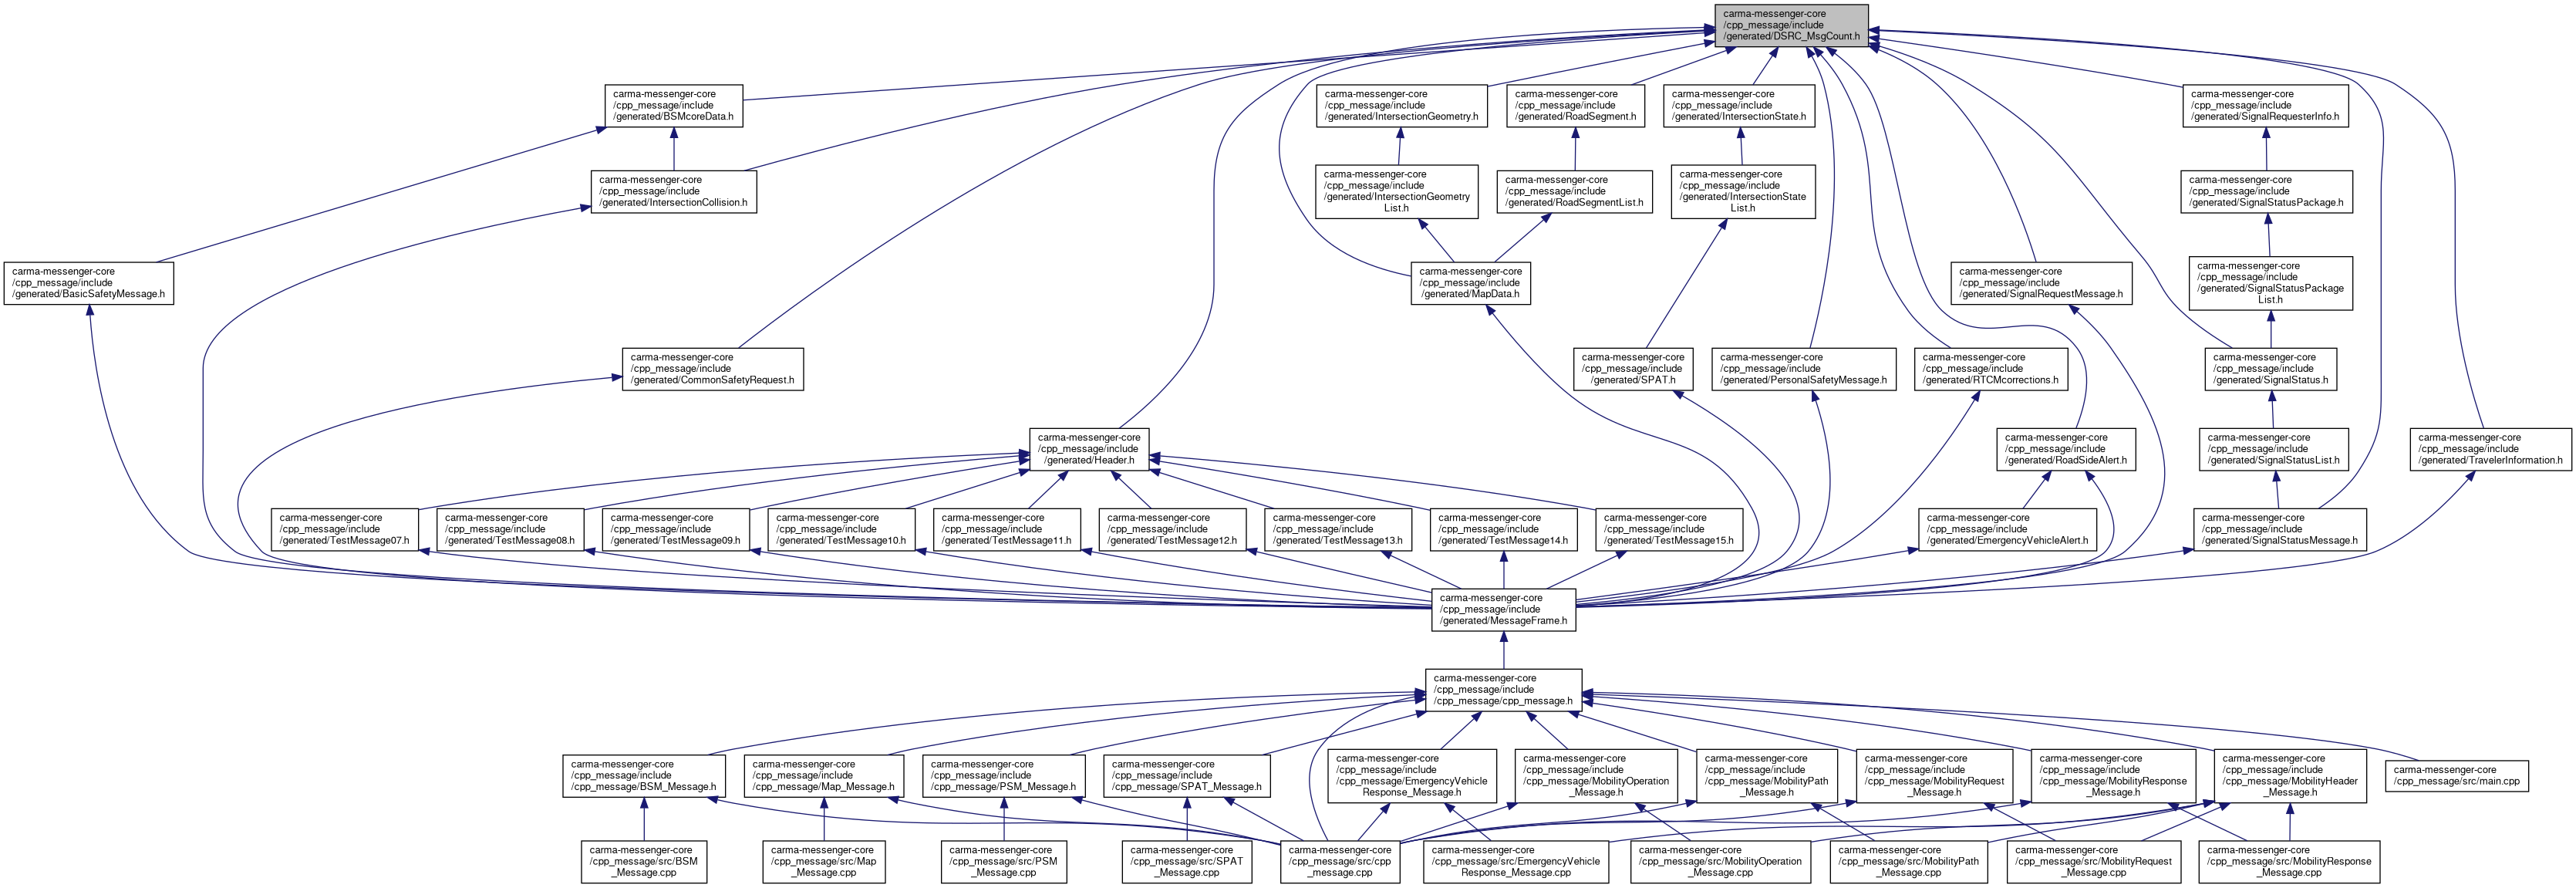 carma-messenger-core
/cpp_message/include
/generated/DSRC_MsgCount.h
carma-messenger-core
/cpp_message/include
/generated/BSMcoreData.h
carma-messenger-core
/cpp_message/include
/generated/IntersectionGeometry.h
carma-messenger-core
/cpp_message/include
/generated/RoadSegment.h
carma-messenger-core
/cpp_message/include
/generated/IntersectionState.h
carma-messenger-core
/cpp_message/include
/generated/SignalRequesterInfo.h
carma-messenger-core
/cpp_message/include
/generated/IntersectionCollision.h
carma-messenger-core
/cpp_message/include
/generated/IntersectionGeometry
List.h
carma-messenger-core
/cpp_message/include
/generated/RoadSegmentList.h
carma-messenger-core
/cpp_message/include
/generated/IntersectionState
List.h
carma-messenger-core
/cpp_message/include
/generated/SignalStatusPackage.h
carma-messenger-core
/cpp_message/include
/generated/BasicSafetyMessage.h
carma-messenger-core
/cpp_message/include
/generated/MapData.h
carma-messenger-core
/cpp_message/include
/generated/SignalRequestMessage.h
carma-messenger-core
/cpp_message/include
/generated/SignalStatusPackage
List.h
carma-messenger-core
/cpp_message/include
/generated/CommonSafetyRequest.h
carma-messenger-core
/cpp_message/include
/generated/SPAT.h
carma-messenger-core
/cpp_message/include
/generated/PersonalSafetyMessage.h
carma-messenger-core
/cpp_message/include
/generated/RTCMcorrections.h
carma-messenger-core
/cpp_message/include
/generated/SignalStatus.h
carma-messenger-core
/cpp_message/include
/generated/Header.h
carma-messenger-core
/cpp_message/include
/generated/RoadSideAlert.h
carma-messenger-core
/cpp_message/include
/generated/SignalStatusList.h
carma-messenger-core
/cpp_message/include
/generated/TravelerInformation.h
carma-messenger-core
/cpp_message/include
/generated/TestMessage07.h
carma-messenger-core
/cpp_message/include
/generated/TestMessage08.h
carma-messenger-core
/cpp_message/include
/generated/TestMessage09.h
carma-messenger-core
/cpp_message/include
/generated/TestMessage10.h
carma-messenger-core
/cpp_message/include
/generated/TestMessage11.h
carma-messenger-core
/cpp_message/include
/generated/TestMessage12.h
carma-messenger-core
/cpp_message/include
/generated/TestMessage13.h
carma-messenger-core
/cpp_message/include
/generated/TestMessage14.h
carma-messenger-core
/cpp_message/include
/generated/TestMessage15.h
carma-messenger-core
/cpp_message/include
/generated/EmergencyVehicleAlert.h
carma-messenger-core
/cpp_message/include
/generated/SignalStatusMessage.h
carma-messenger-core
/cpp_message/include
/generated/MessageFrame.h
carma-messenger-core
/cpp_message/include
/cpp_message/cpp_message.h
carma-messenger-core
/cpp_message/include
/cpp_message/BSM_Message.h
carma-messenger-core
/cpp_message/include
/cpp_message/Map_Message.h
carma-messenger-core
/cpp_message/include
/cpp_message/PSM_Message.h
carma-messenger-core
/cpp_message/include
/cpp_message/SPAT_Message.h
carma-messenger-core
/cpp_message/include
/cpp_message/EmergencyVehicle
Response_Message.h
carma-messenger-core
/cpp_message/include
/cpp_message/MobilityOperation
_Message.h
carma-messenger-core
/cpp_message/include
/cpp_message/MobilityPath
_Message.h
carma-messenger-core
/cpp_message/include
/cpp_message/MobilityRequest
_Message.h
carma-messenger-core
/cpp_message/include
/cpp_message/MobilityResponse
_Message.h
carma-messenger-core
/cpp_message/include
/cpp_message/MobilityHeader
_Message.h
carma-messenger-core
/cpp_message/src/main.cpp
carma-messenger-core
/cpp_message/src/BSM
_Message.cpp
carma-messenger-core
/cpp_message/src/Map
_Message.cpp
carma-messenger-core
/cpp_message/src/PSM
_Message.cpp
carma-messenger-core
/cpp_message/src/SPAT
_Message.cpp
carma-messenger-core
/cpp_message/src/cpp
_message.cpp
carma-messenger-core
/cpp_message/src/EmergencyVehicle
Response_Message.cpp
carma-messenger-core
/cpp_message/src/MobilityOperation
_Message.cpp
carma-messenger-core
/cpp_message/src/MobilityPath
_Message.cpp
carma-messenger-core
/cpp_message/src/MobilityRequest
_Message.cpp
carma-messenger-core
/cpp_message/src/MobilityResponse
_Message.cpp